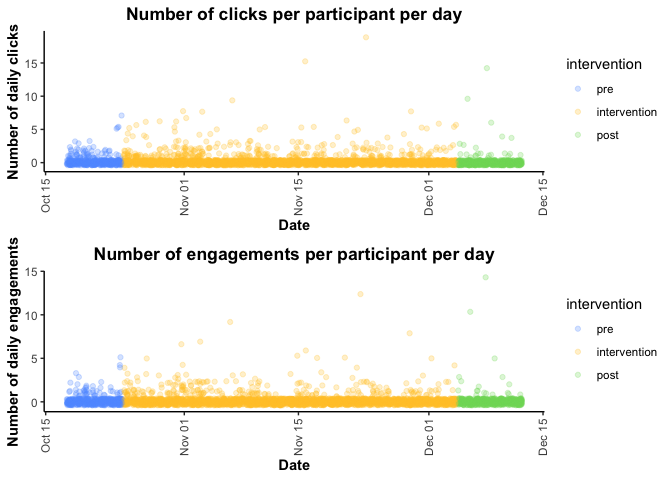 Number of clicks per participant per day
Number of daily clicks
15
10
5
0
Oct 15
Nov 01
Nov 15
Dec 01
Dec 15
Date
intervention
pre
intervention
post
Number of engagements per participant per day
Number of daily engagements
15
10
5
0
Oct 15
Nov 01
Nov 15
Dec 01
Dec 15
Date
intervention
pre
intervention
post